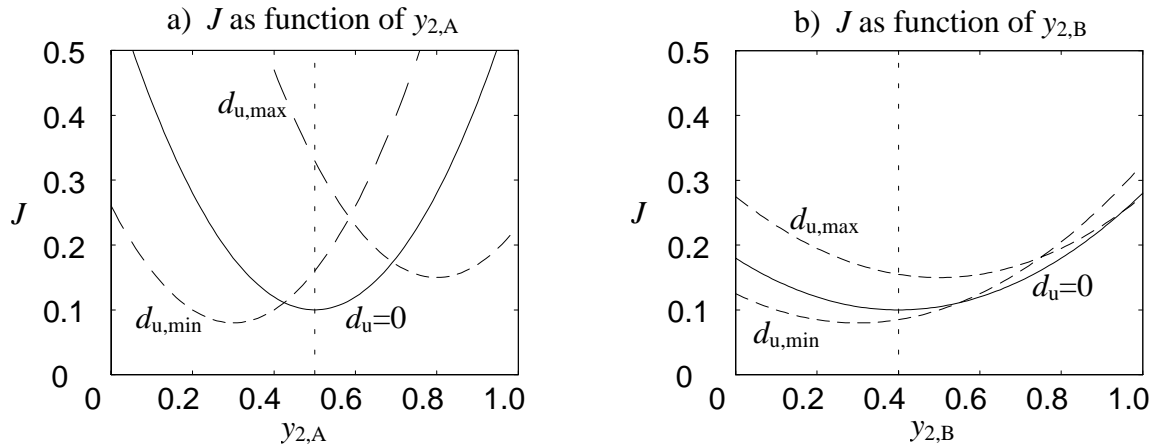 a) J as function of y2,A
0.5
0.4
0.3
0.2
0.1
0
J
du,max
du,min
du=0
0 0.2 0.4 0.6 0.8 1.0
y2,A
b) J as function of y2,B
0.5
0.4
0.3
0.2
0.1
0
J
du,max
du=0
du,min
0 0.2 0.4 0.6 0.8 1.0
y2,B